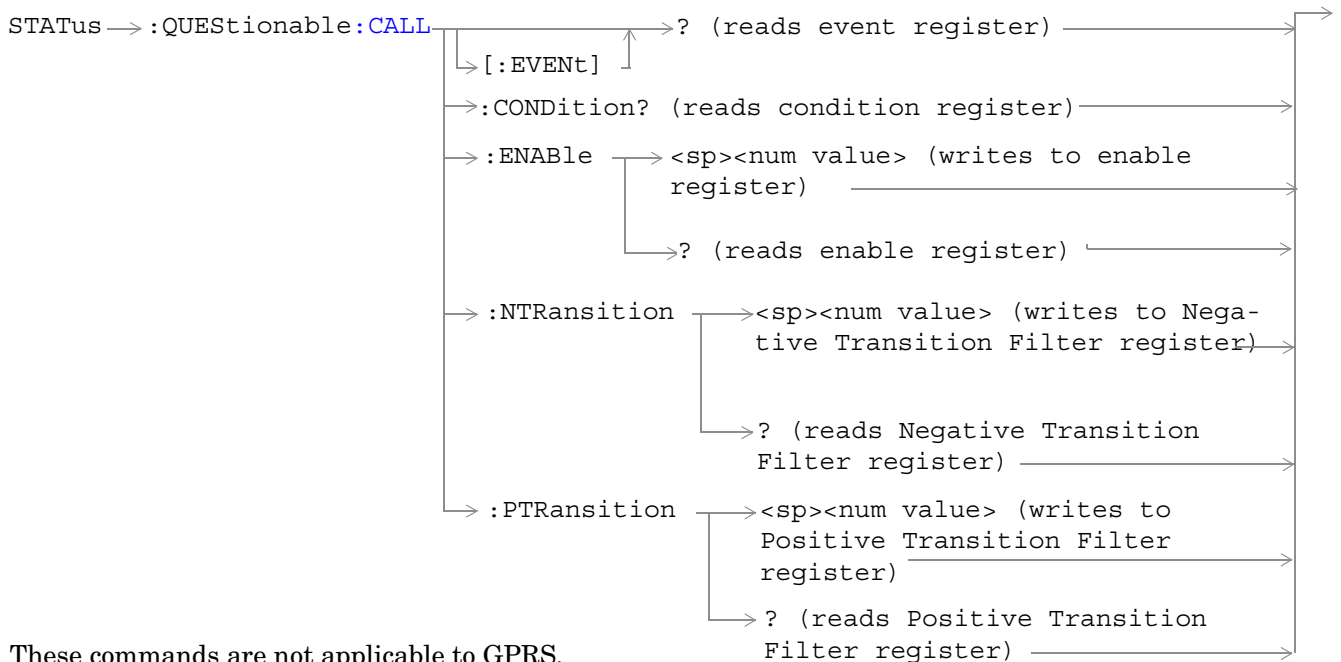 STATus :QUEStionable:CALL ? (reads event register)
[:EVENt]
:CONDition? (reads condition register)
:ENABle <sp><num value> (writes to enable
register)
? (reads enable register)
:NTRansition <sp><num value> (writes to Nega-
tive Transition Filter register)
? (reads Negative Transition
Filter register)
:PTRansition <sp><num value> (writes to
Positive Transition Filter
register)
? (reads Positive Transition
Filter register)
These commands are not applicable to GPRS.